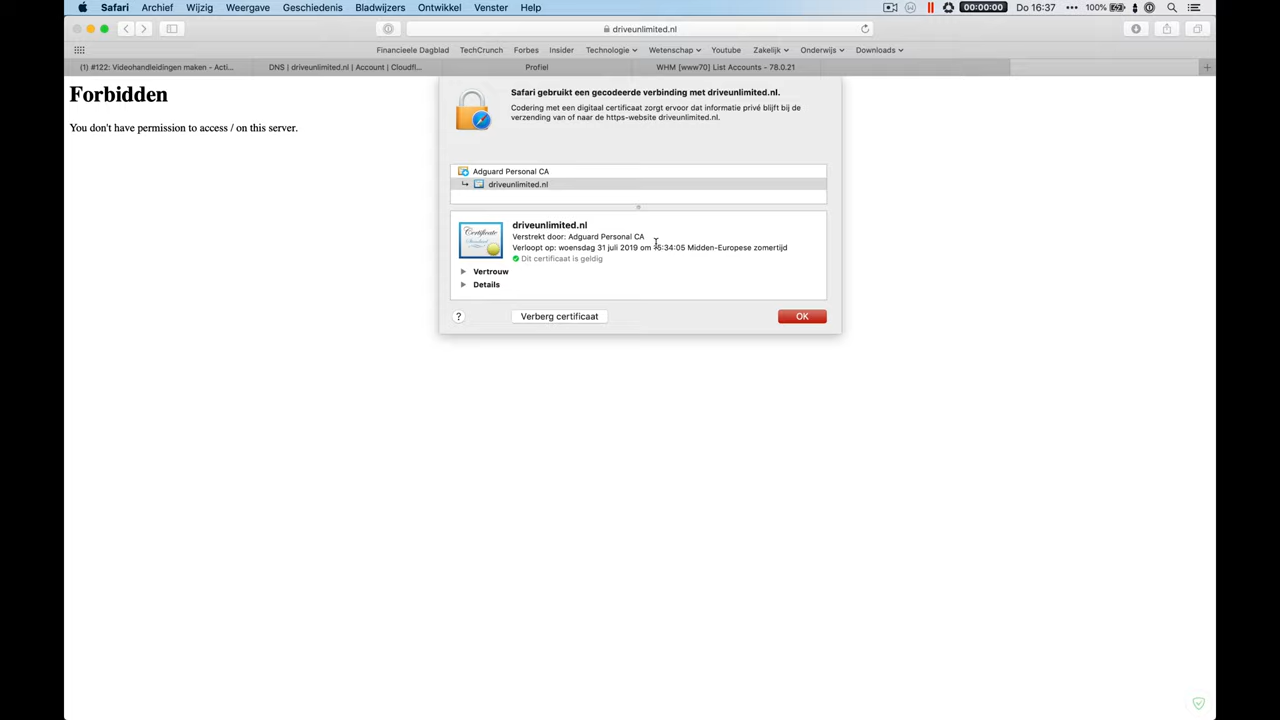 Safari Archief Wijzig Weergave Geschiedenis Bladwijzers Ontwikkel Venster Help 00:00:00 Do 16:37 100%
driveunlimited.nl
Financieele Dagblad TechCrunch Forbes Insider Technologie Wetenschap Youtube Zakelijk Onderwijs Downloads
(1) #122: Videohandleidingen maken - Acti... DNS | driveunlimited.nl | Account | Cloudfl... Profiel WHM [www70] List Accounts - 78.0.21
Forbidden
You don't have permission to access / on this server.
Safari gebruikt een gecodeerde verbinding met driveunlimited.nl.
Codering met een digitaal certificaat zorgt ervoor dat informatie privé blijft bij de
verzending van of naar de https-website driveunlimited.nl.
Adguard Personal CA
driveunlimited.nl
Certificate
Standard
driveunlimited.nl
Verstrekt door: Adguard Personal CA
Verloopt op: woensdag 31 juli 2019 om Midden-Europese zomertijd
Dit certificaat is geldig
Vertrouw
Details
? Verberg certificaat OK